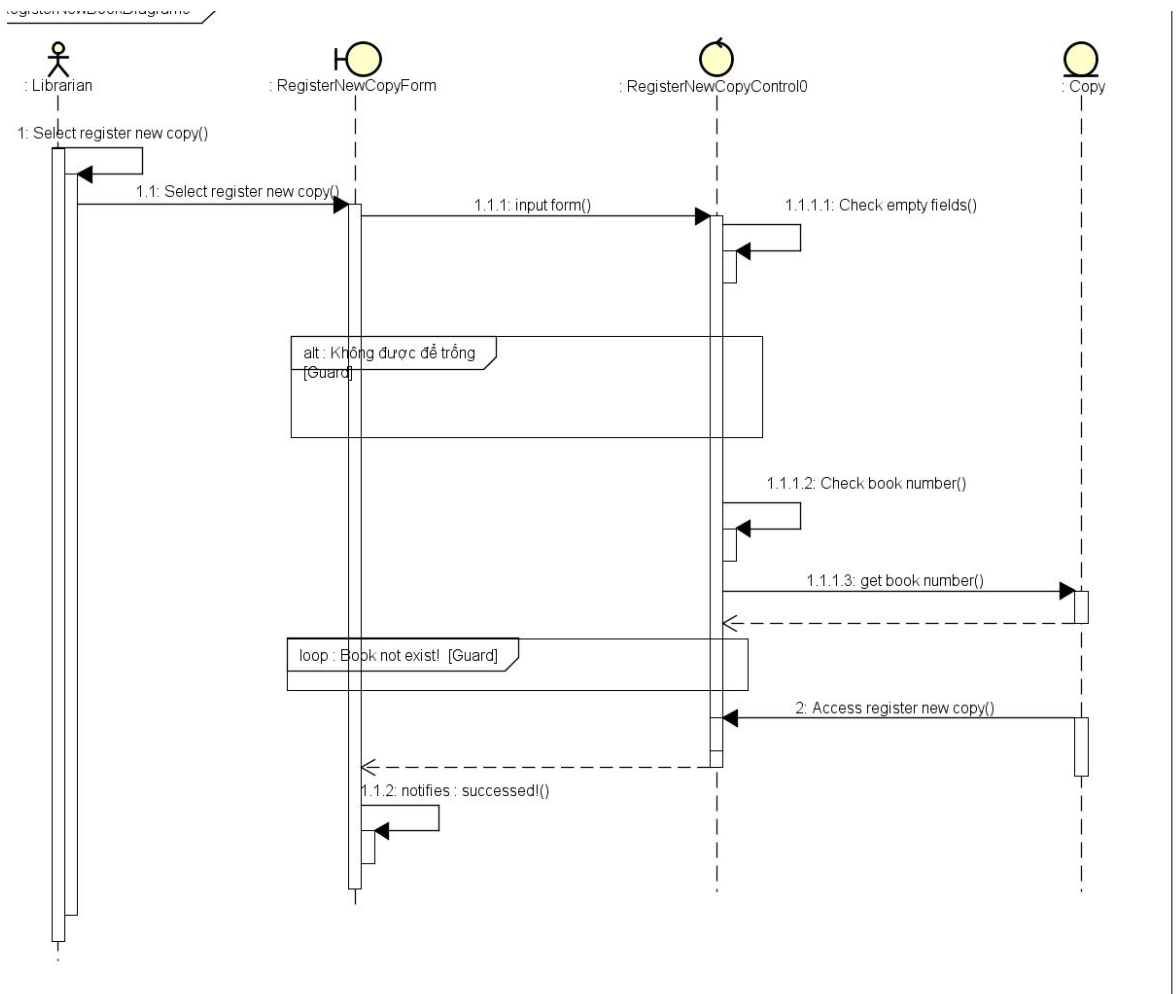 : Librarian
: RegisterNewCopyForm
: RegisterNewCopyControl0
: Copy
1: Select register new copy()
1.1: Select register new copy()
1.1.1: input form()
1.1.1.1: Check empty fields()
alt : Không được để trống
[Guard]
1.1.1.2: Check book number()
1.1.1.3: get book number()
loop : Book not exist! [Guard]
2: Access register new copy()
1.1.2: notifies : successed!()